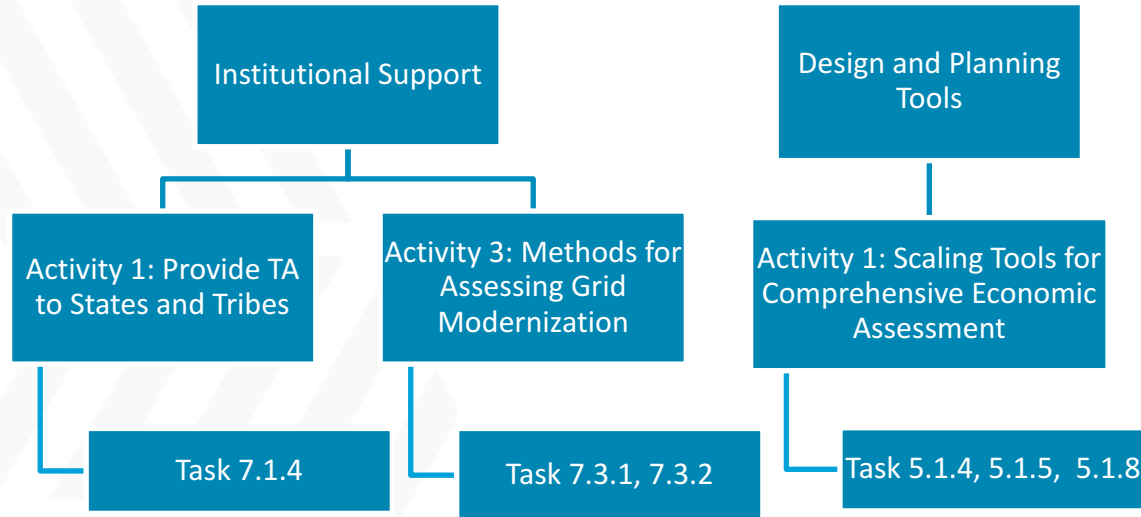 Institutional Support
Design and Planning
Tools
Activity 1: Provide TA
to States and Tribes
Activity 3: Methods for
Assessing Grid
Modernization
Activity 1: Scaling Tools for
Comprehensive Economic
Assessment
Task 7.1.4
Task 7.3.1, 7.3.2
Task 5.1.4, 5.1.5,  5.1.8